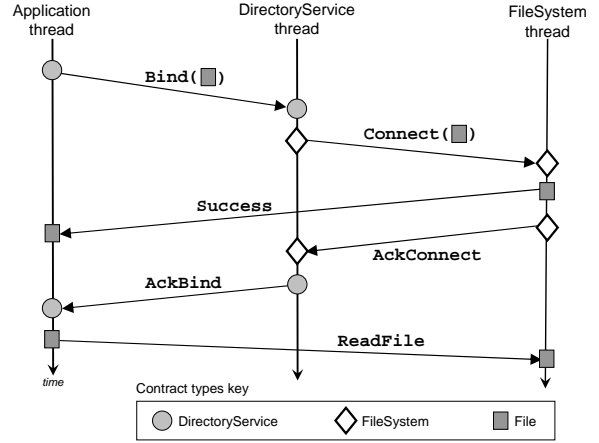 Application thread
DirectoryService thread
FileSystem thread
Bind( )
Connect( )
Success
AckConnect
AckBind
ReadFile
time
Contract types key
DirectoryService
FileSystem
File